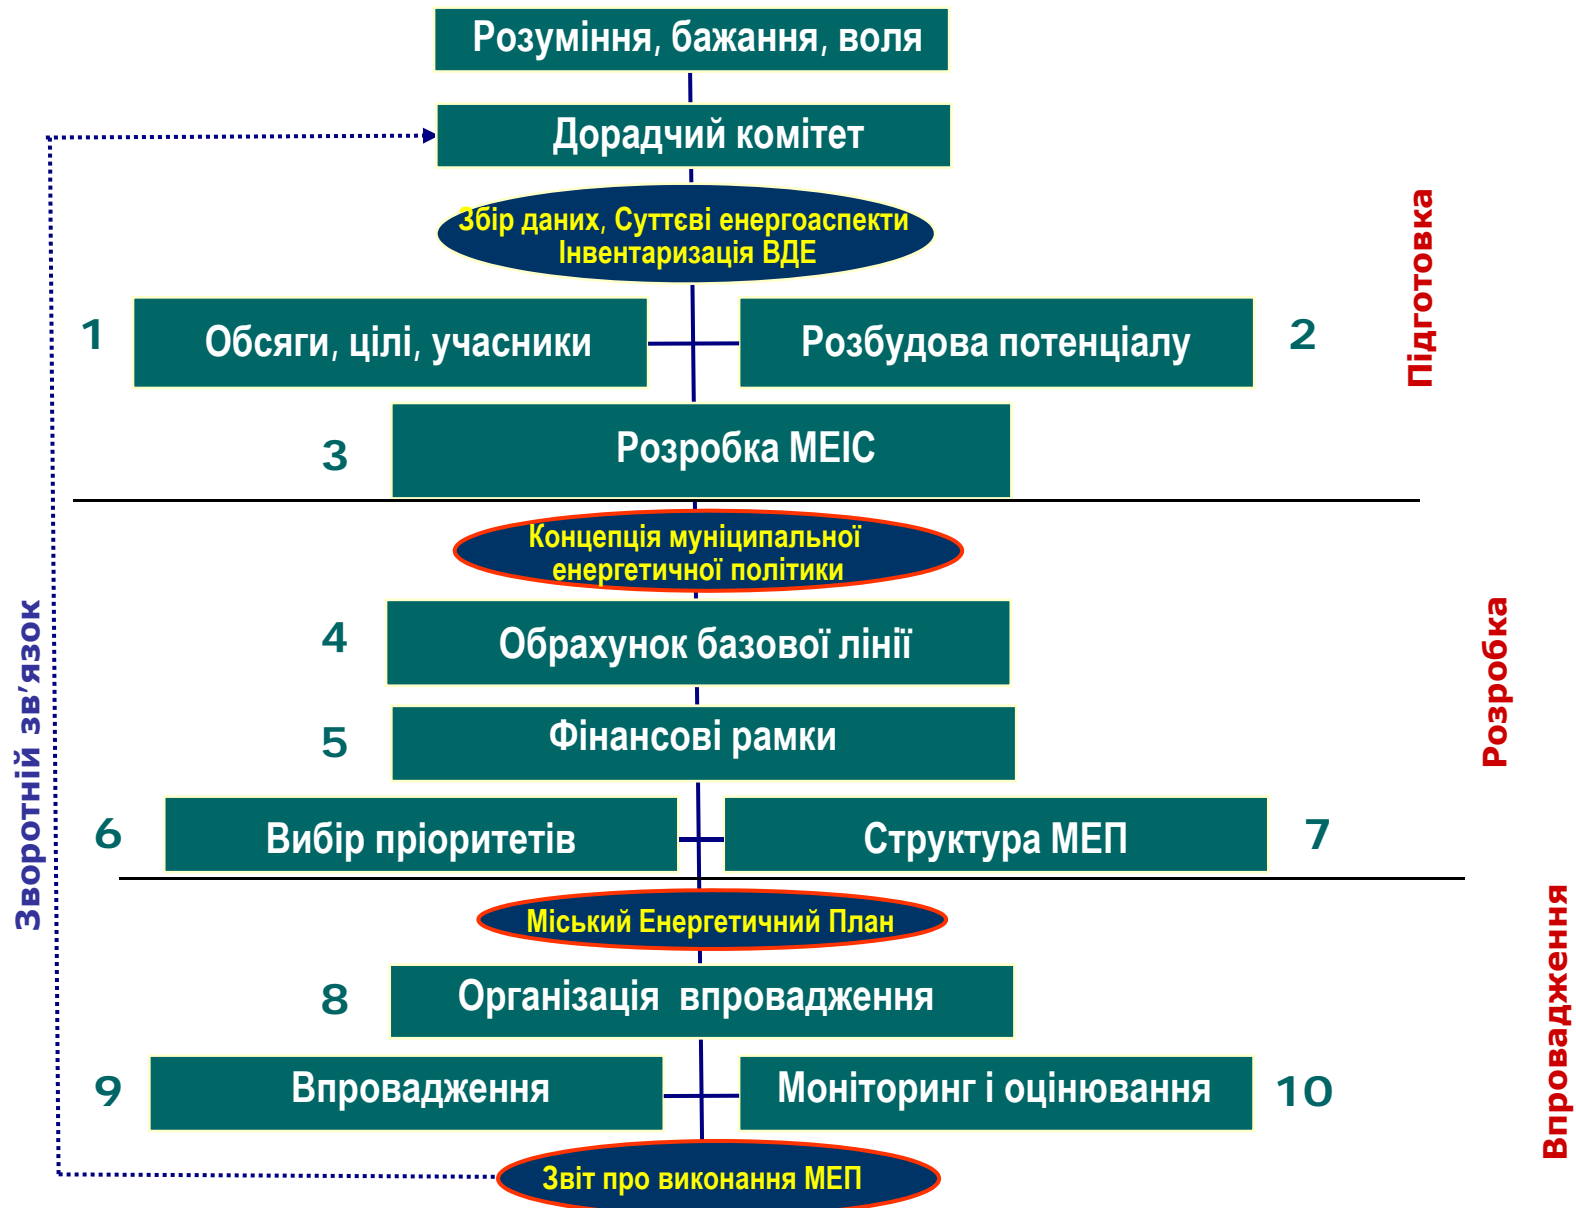 Розуміння, бажання, воля
Дорадчий комітет
Збір даних, Суттєві енергоаспекти
Інвентаризація ВДЕ
1
Обсяги, цілі, учасники
Розбудова потенціалу
2
Підготовка
3
Розробка МЕІС
Концепція муніципальної
енергетичної політики
4
Обрахунок базової лінії
Розробка
5
Фінансові рамки
Зворотній зв'язок
6
Вибір пріоритетів
Структура МЕП
7
Міський Енергетичний План
8
Організація впровадження
Впровадження
9
Впровадження
Моніторинг і оцінювання
10
Звіт про виконання МЕП